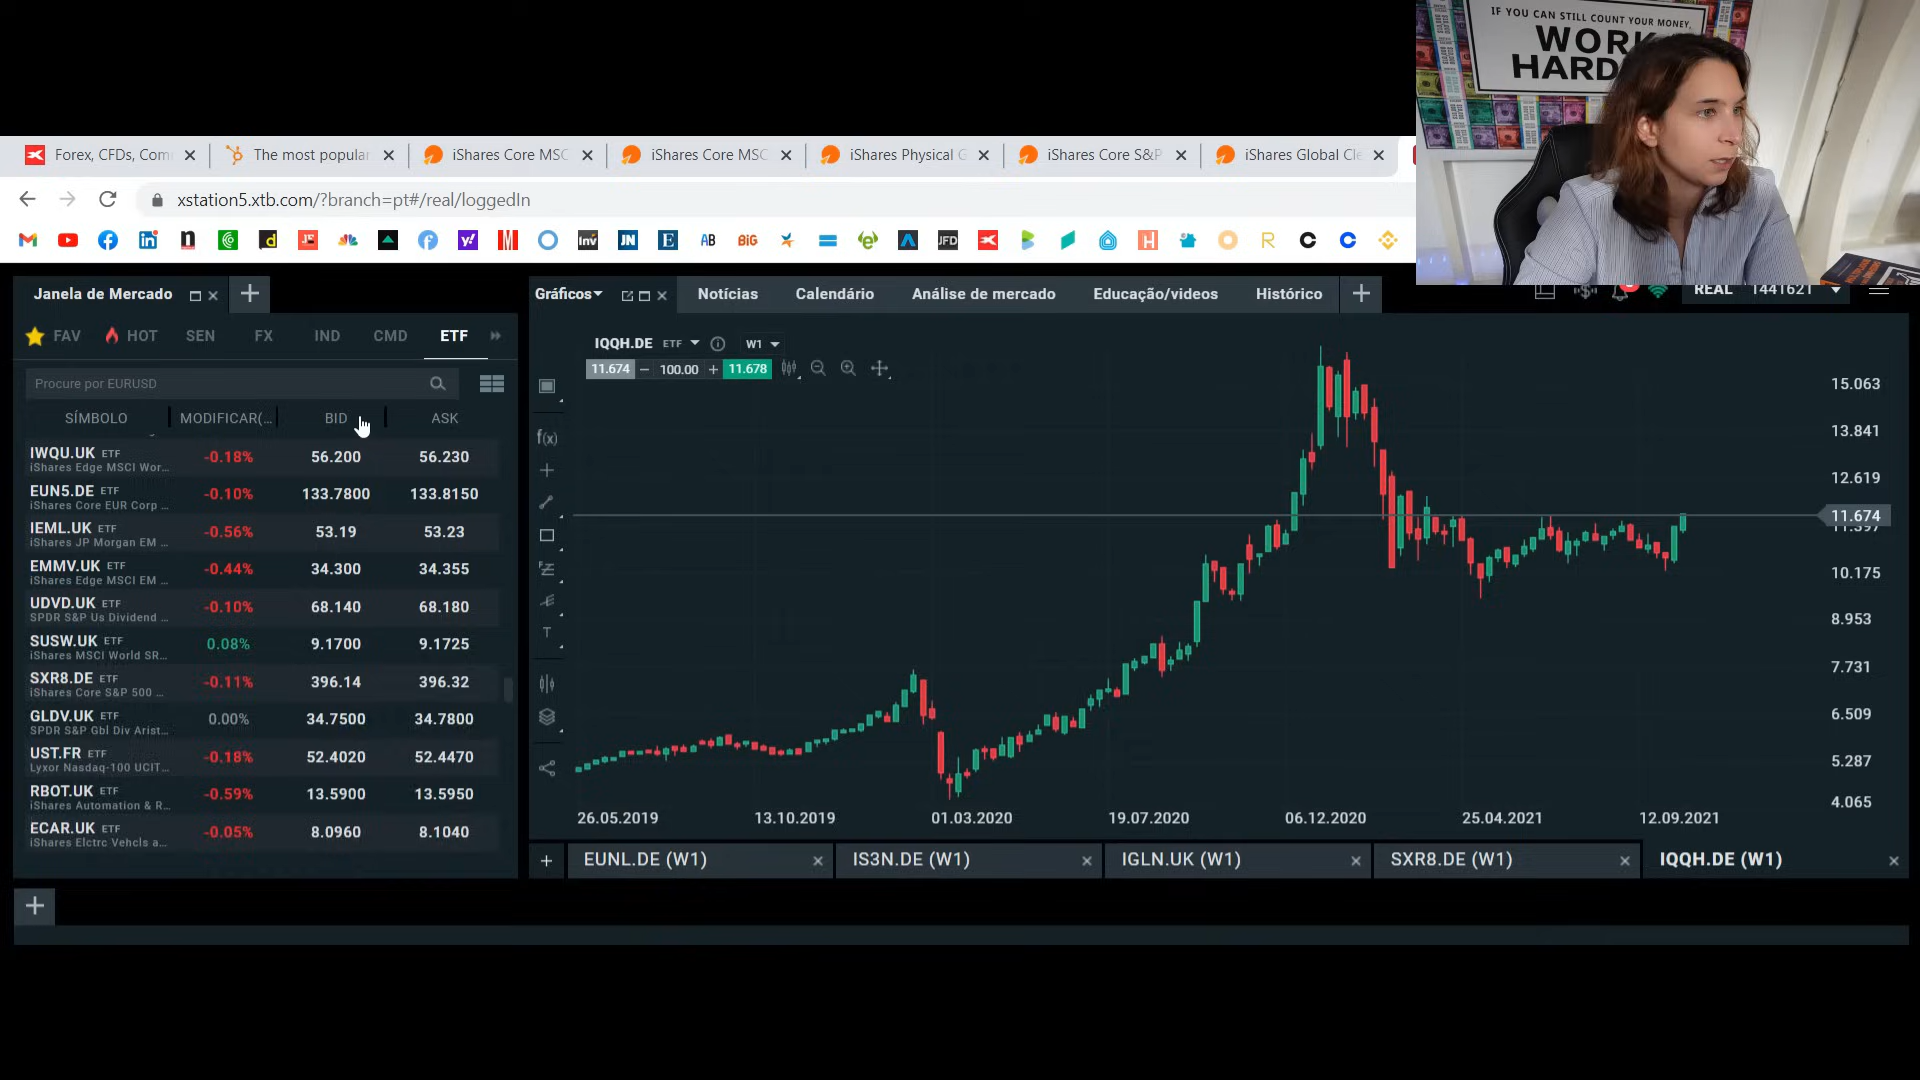 IF YOU CAN STILL COUNT YOUR MONEY,
WORK
HARD
Forex, CFDs, Com
The most popular
iShares Core MSC
iShares Core MSC
iShares Physical G
iShares Core S&P
iShares Global Cle
xstation5.xtb.com/?branch=pt#/real/loggedIn
Janela de Mercado
Gráficos
Notícias
Calendário
Análise de mercado
Educação/videos
Histórico
REAL 1441621
FAV HOT SEN FX IND CMD ETF
Procure por EURUSD
SÍMBOLO MODIFICAR(... BID ASK
IWQU.UK ETF -0.18% 56.200 56.230
iShares Edge MSCI Wor...
EUN5.DE ETF -0.10% 133.7800 133.8150
iShares Core EUR Corp ...
IEML.UK ETF -0.56% 53.19 53.23
iShares JP Morgan EM ...
EMMV.UK ETF -0.44% 34.300 34.355
iShares Edge MSCI EM ...
UDVD.UK ETF -0.10% 68.140 68.180
SPDR S&P Us Dividend ...
SUSW.UK ETF 0.08% 9.1700 9.1725
iShares MSCI World SR...
SXR8.DE ETF -0.11% 396.14 396.32
iShares Core S&P 500 ...
GLDV.UK ETF 0.00% 34.7500 34.7800
SPDR S&P Gbl Div Arist...
UST.FR ETF -0.18% 52.4020 52.4470
Lyxor Nasdaq-100 UCIT...
RBOT.UK ETF -0.59% 13.5900 13.5950
iShares Automation & R...
ECAR.UK ETF -0.05% 8.0960 8.1040
iShares Elctrc Vehcls a...
IQQH.DE ETF W1
11.674 − 100.00 + 11.678
f(x)
T
15.063
13.841
12.619
11.674
11.397
10.175
8.953
7.731
6.509
5.287
4.065
26.05.2019 13.10.2019 01.03.2020 19.07.2020 06.12.2020 25.04.2021 12.09.2021
EUNL.DE (W1)
IS3N.DE (W1)
IGLN.UK (W1)
SXR8.DE (W1)
IQQH.DE (W1)